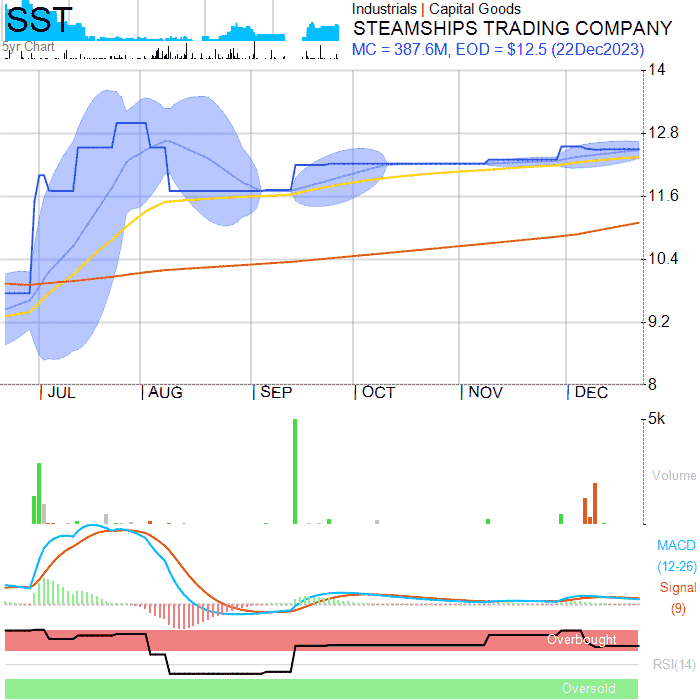 SST
Industrials | Capital Goods
STEAMSHIPS TRADING COMPANY
MC = 387.6M, EOD = $12.5 (22Dec2023)
5yr Chart
14
12.8
11.6
10.4
9.2
8
| JUL | AUG | SEP | OCT | NOV | DEC
5k
Volume
MACD
(12-26)
Signal
(9)
Overbought
RSI(14)
Oversold